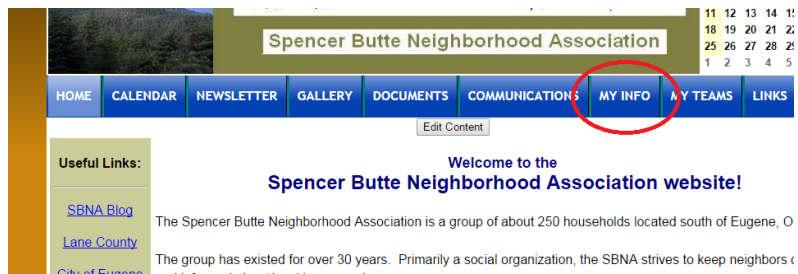 Spencer Butte Neighborhood Association
11 12 13 14
18 19 20 21
25 26 27 28
1 2 3 4 5
HOME CALENDAR NEWSLETTER GALLERY DOCUMENTS COMMUNICATIONS MY INFO MY TEAMS LINKS
Edit Content
Useful Links:
SBNA Blog
Lane County
City of Eugene
Welcome to the
Spencer Butte Neighborhood Association website!
The Spencer Butte Neighborhood Association is a group of about 250 households located south of Eugene, O
The group has existed for over 30 years. Primarily a social organization, the SBNA strives to keep neighbors